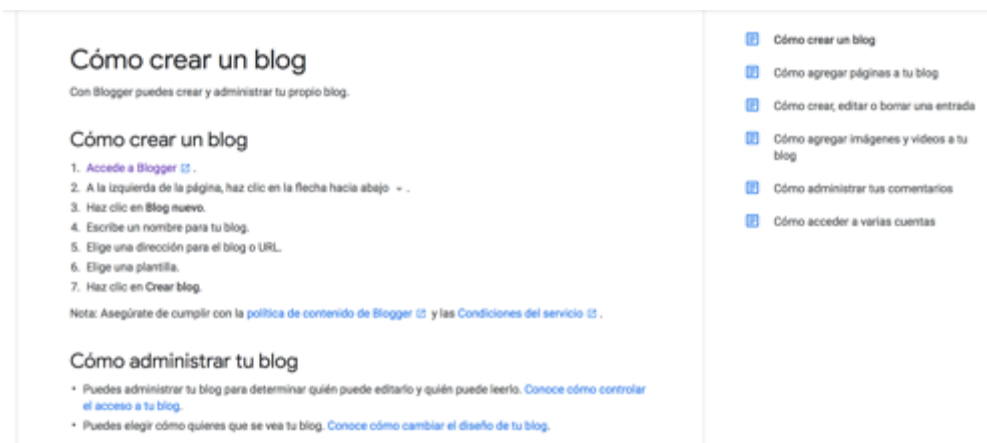 Cómo crear un blog
Con Blogger puedes crear y administrar tu propio blog.
Cómo crear un blog
1. Accede a Blogger.
2. A la izquierda de la página, haz clic en la flecha hacia abajo.
3. Haz clic en Blog nuevo.
4. Escribe un nombre para tu blog.
5. Elige una dirección para el blog o URL.
6. Elige una plantilla.
7. Haz clic en Crear blog.
Nota: Asegúrate de cumplir con la política de contenido de Blogger y las Condiciones del servicio.
Cómo administrar tu blog
• Puedes administrar tu blog para determinar quién puede editarlo y quién puede leerlo. Conoce cómo controlar
el acceso a tu blog.
• Puedes elegir cómo quieres que se vea tu blog. Conoce cómo cambiar el diseño de tu blog.
Cómo crear un blog
Cómo agregar páginas a tu blog
Cómo crear, editar o borrar una entrada
Cómo agregar imágenes y videos a tu
blog
Cómo administrar tus comentarios
Cómo acceder a varias cuentas